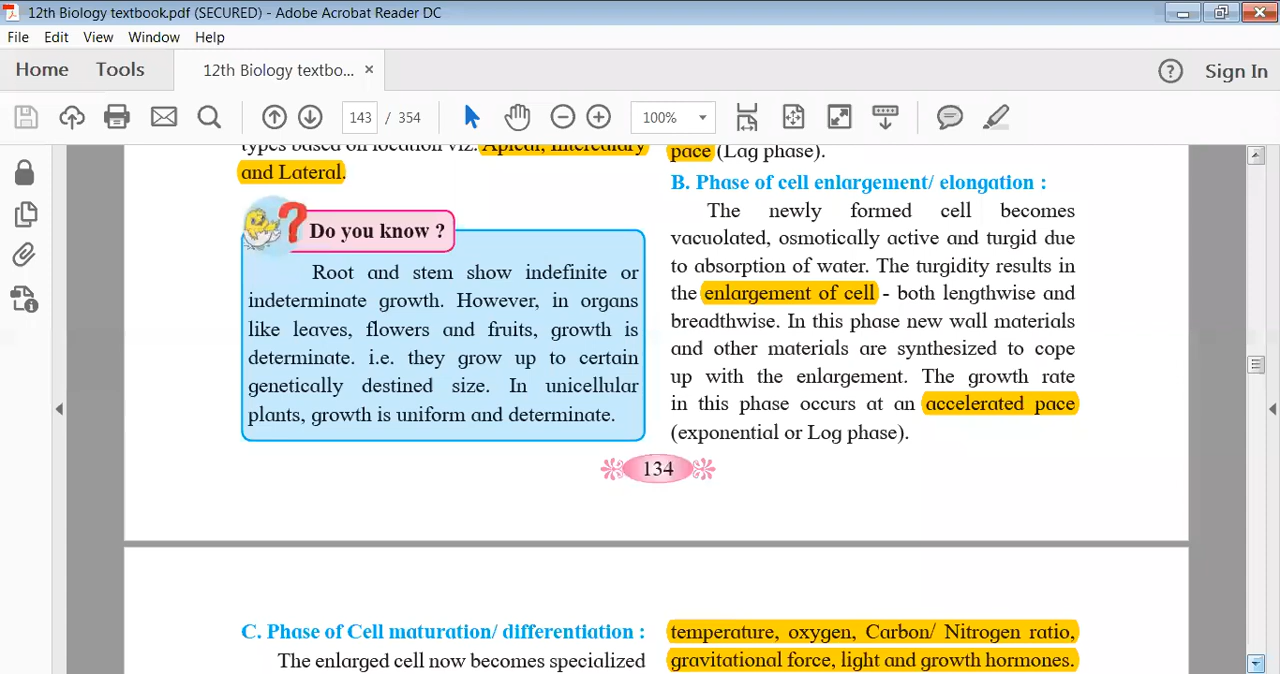 12th Biology textbook.pdf (SECURED) - Adobe Acrobat Reader DC
File Edit View Window Help
Home Tools 12th Biology textbo... × ? Sign In
143 / 354 100%
types based on location viz. Apical, Intercalary
and Lateral.
Do you know ?
Root and stem show indefinite or
indeterminate growth. However, in organs
like leaves, flowers and fruits, growth is
determinate. i.e. they grow up to certain
genetically destined size. In unicellular
plants, growth is uniform and determinate.
pace (Lag phase).
B. Phase of cell enlargement/ elongation :
The newly formed cell becomes
vacuolated, osmotically active and turgid due
to absorption of water. The turgidity results in
the enlargement of cell - both lengthwise and
breadthwise. In this phase new wall materials
and other materials are synthesized to cope
up with the enlargement. The growth rate
in this phase occurs at an accelerated pace
(exponential or Log phase).
134
C. Phase of Cell maturation/ differentiation :
The enlarged cell now becomes specialized
temperature, oxygen, Carbon/ Nitrogen ratio,
gravitational force, light and growth hormones.